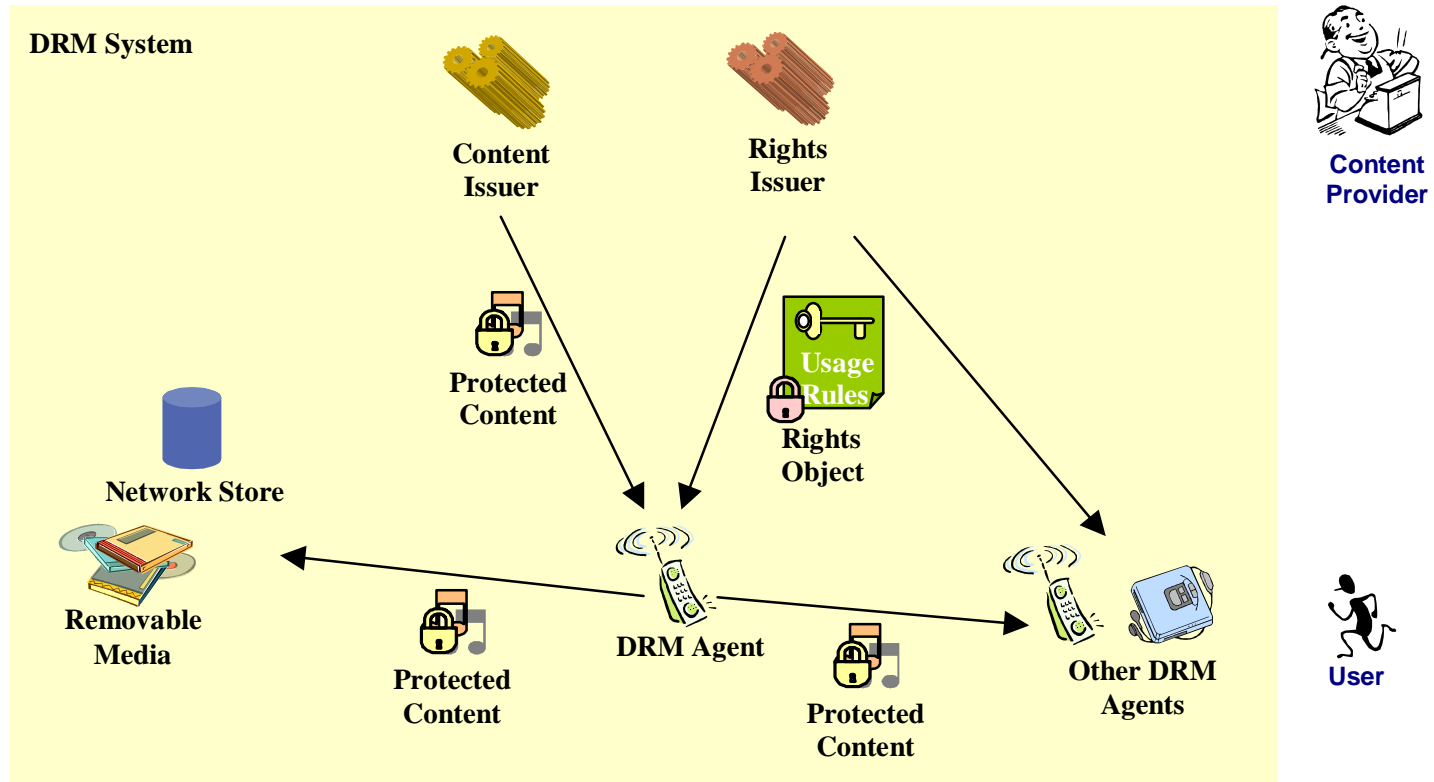 DRM System
Content
Issuer
Rights
Issuer
Content
Provider
Protected
Content
Usage
Rules
Rights
Object
Network Store
Removable
Media
DRM Agent
Protected
Content
Protected
Content
Other DRM
Agents
User